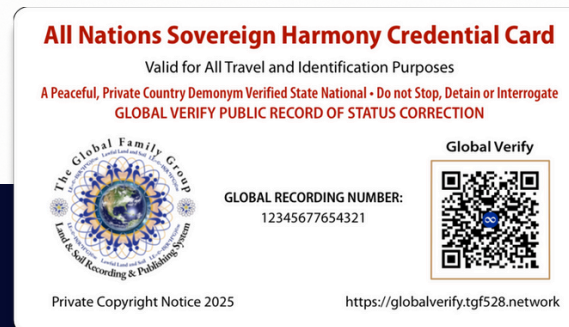 All Nations Sovereign Harmony Credential Card
Valid for All Travel and Identification Purposes
A Peaceful, Private Country Demonym Verified State National • Do not Stop, Detain or Interrogate
GLOBAL VERIFY PUBLIC RECORD OF STATUS CORRECTION
The Global Family Group
Land & Soil Recording & Publishing System
GLOBAL RECORDING NUMBER:
12345677654321
Global Verify
Private Copyright Notice 2025
https://globalverify.tgf528.network